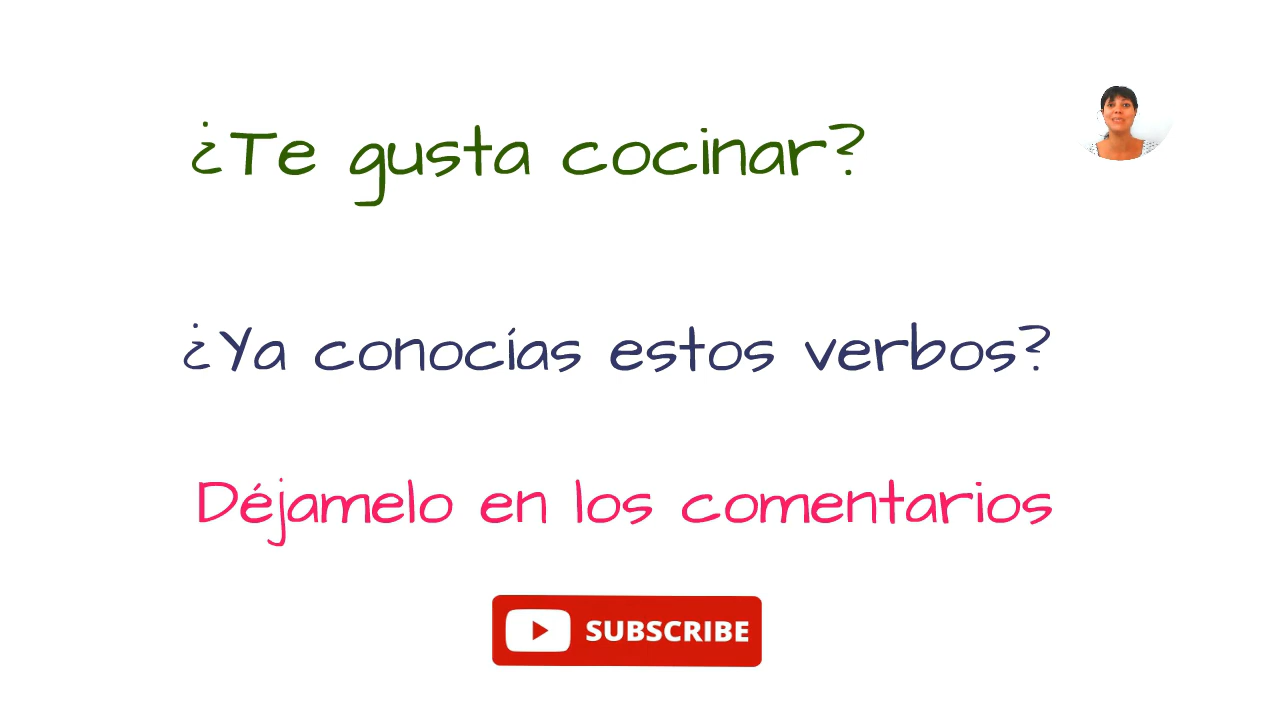 ¿Te gusta cocinar?
¿Ya conocías estos verbos?
Déjamelo en los comentarios
SUBSCRIBE